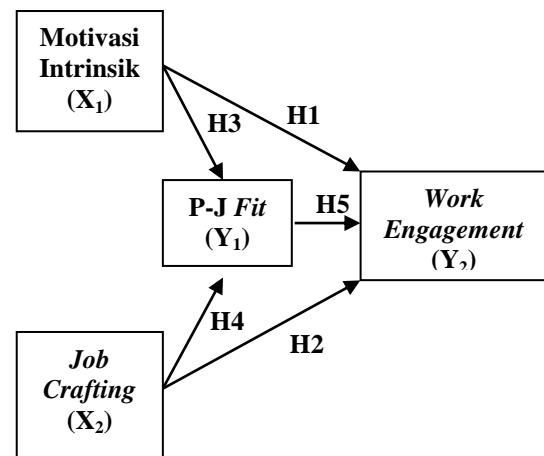 Motivasi
Intrinsik
(X₁)
H3
H1
P-J Fit
(Y₁)
H5
Work
Engagement
(Y₂)
H4
H2
Job
Crafting
(X₂)